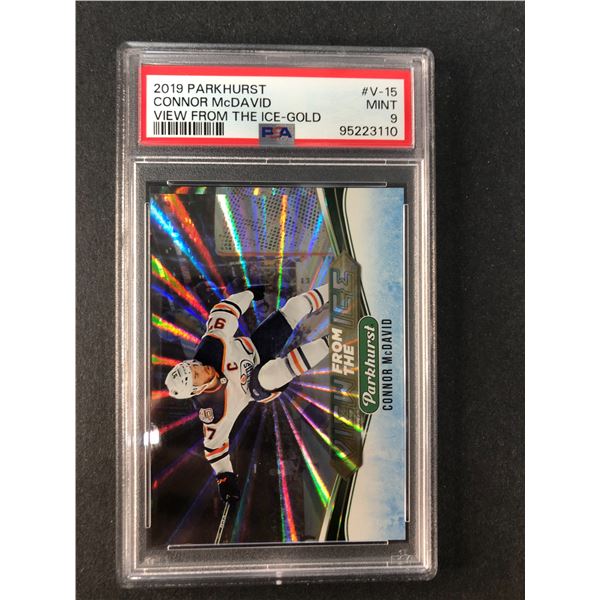 2019 PARKHURST #V-15
CONNOR McDAVID MINT
VIEW FROM THE ICE-GOLD 9
PSA 95223110
VIEW FROM
THE ICE
Parkhurst
CONNOR McDAVID
97
C